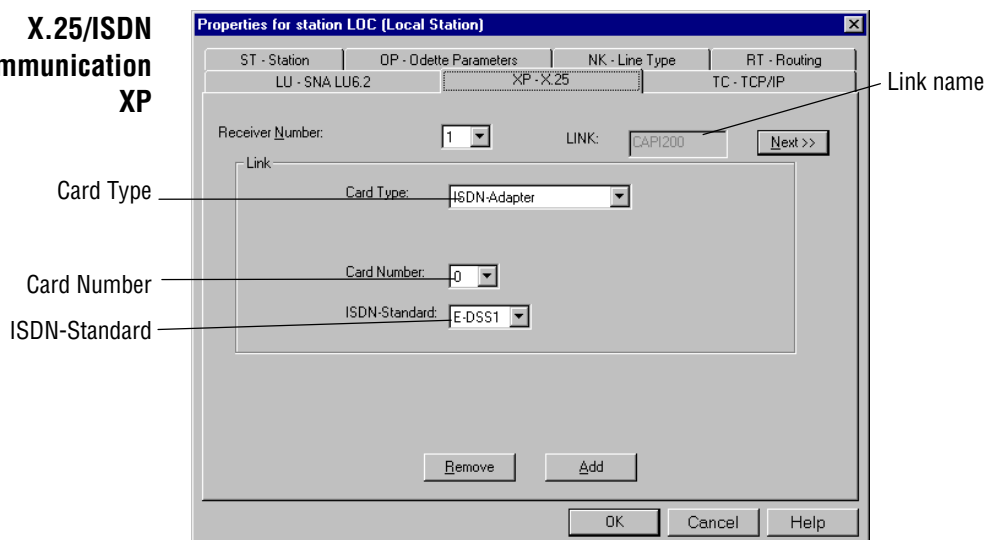 X.25/ISDN
mmunication
XP
Properties for station LOC (Local Station)
ST - Station OP - Odette Parameters NK - Line Type RT - Routing
LU - SNA LU6.2 XP - X.25 TC - TCP/IP
Link name
Receiver Number: 1 LINK: CAPI200 Next >>
Link
Card Type Card Type: ISDN-Adapter
Card Number Card Number: 0
ISDN-Standard ISDN-Standard: E-DSS1
Remove Add
OK Cancel Help